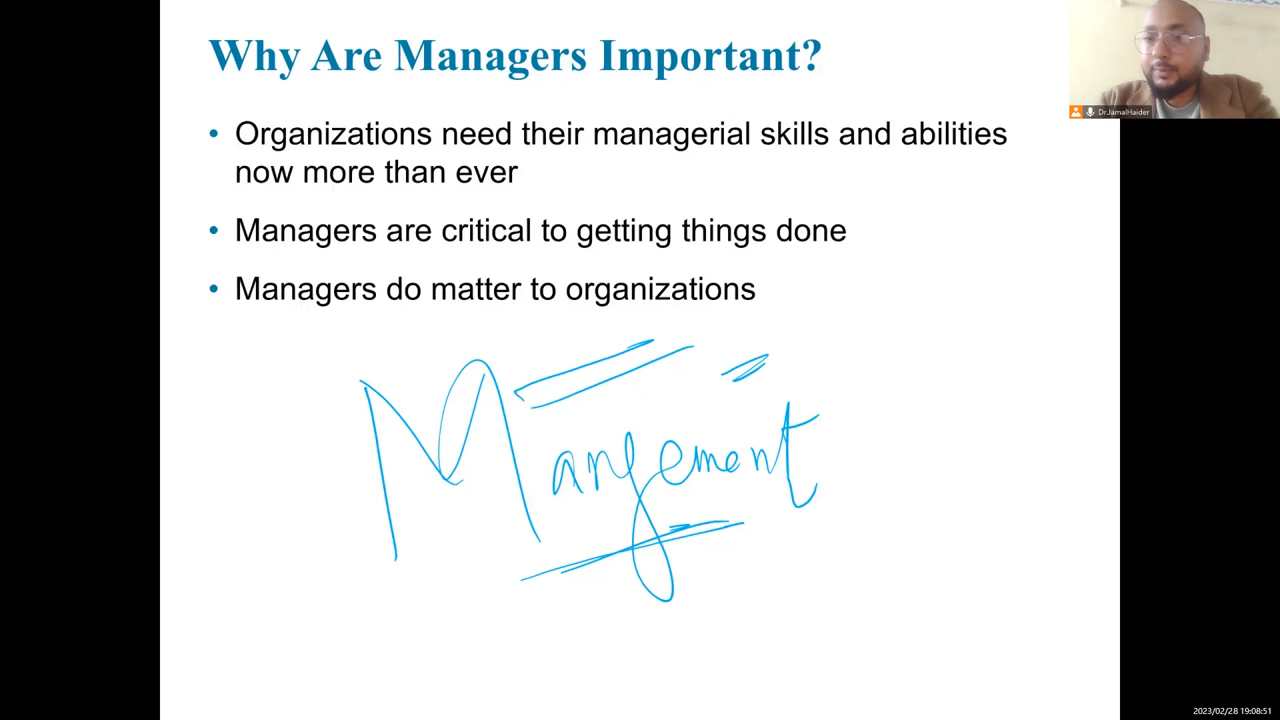 Why Are Managers Important?
• Organizations need their managerial skills and abilities
now more than ever
• Managers are critical to getting things done
• Managers do matter to organizations
Mangement
Dr.JamalHaider
2023/02/28 19:08:51